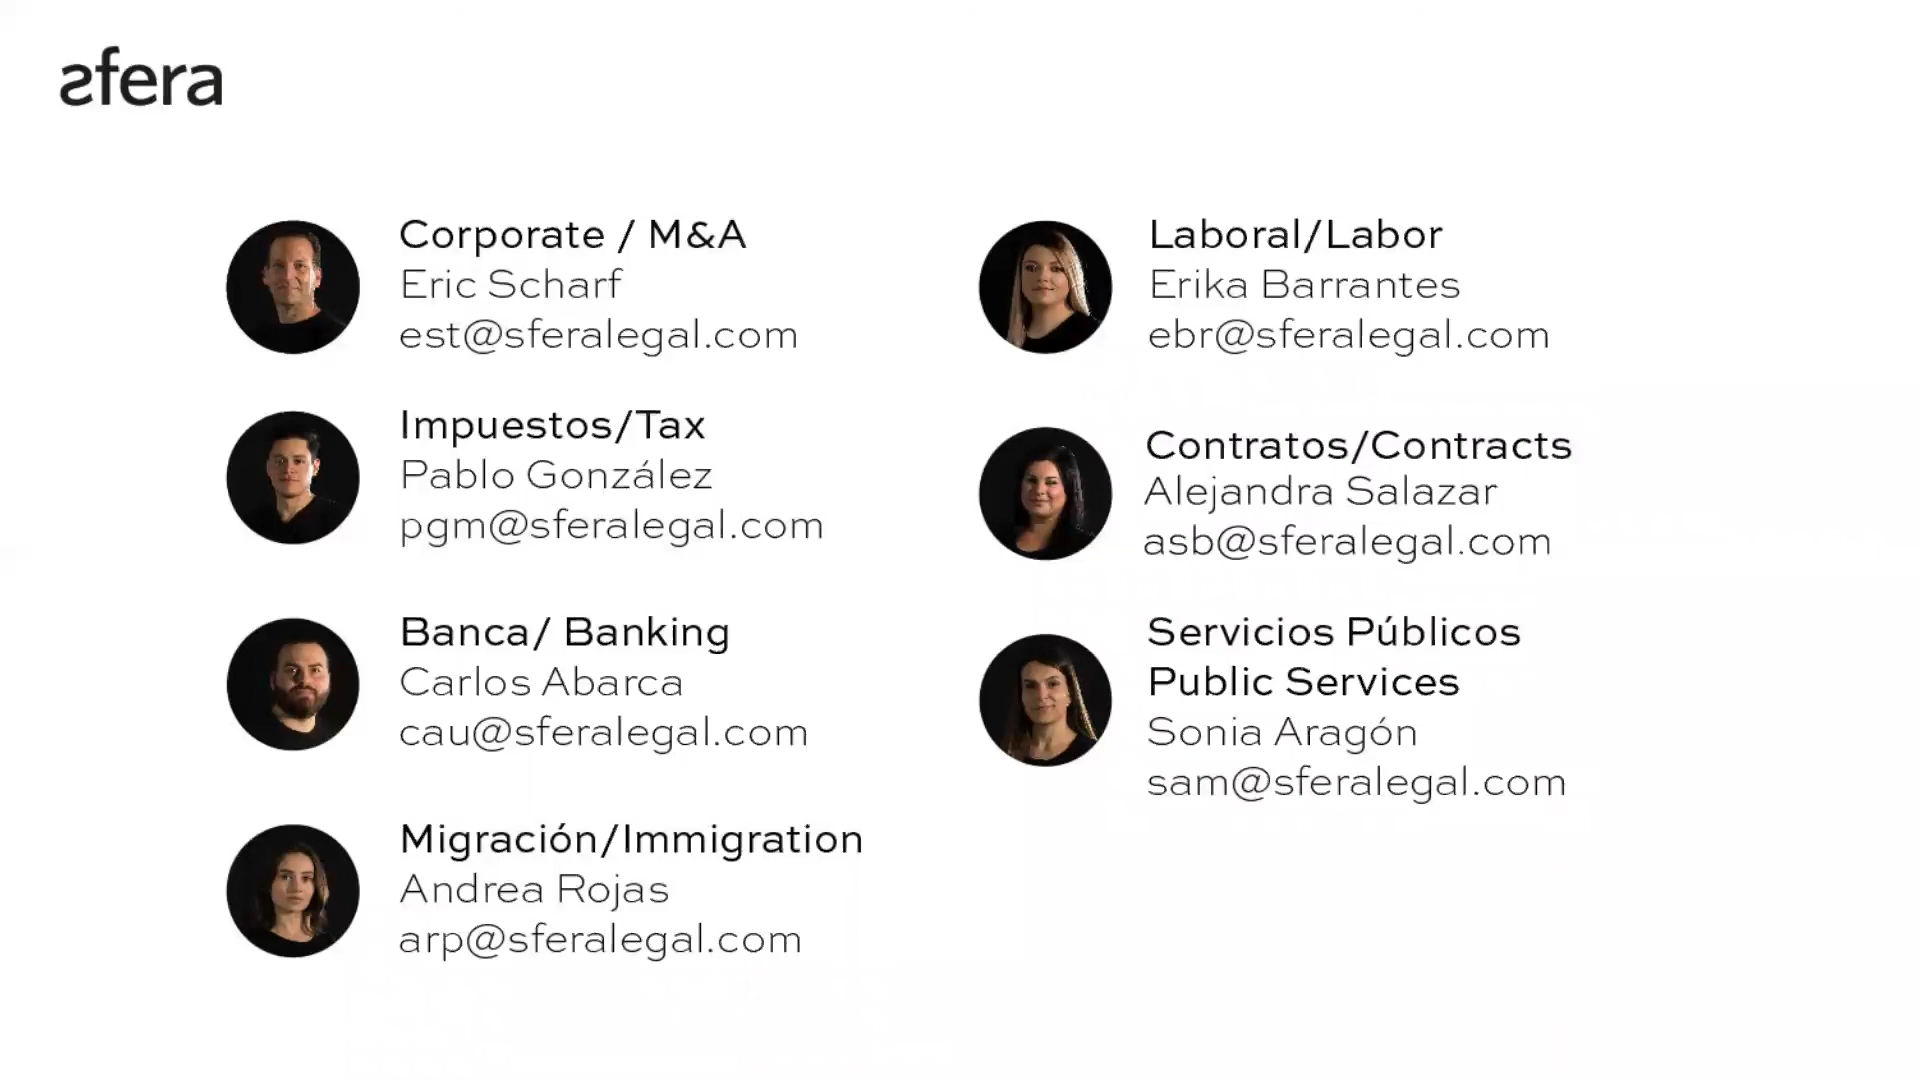 sfera
Corporate / M&A
Eric Scharf
est@sferalegal.com
Impuestos/Tax
Pablo González
pgm@sferalegal.com
Banca/ Banking
Carlos Abarca
cau@sferalegal.com
Migración/Immigration
Andrea Rojas
arp@sferalegal.com
Laboral/Labor
Erika Barrantes
ebr@sferalegal.com
Contratos/Contracts
Alejandra Salazar
asb@sferalegal.com
Servicios Públicos
Public Services
Sonia Aragón
sam@sferalegal.com